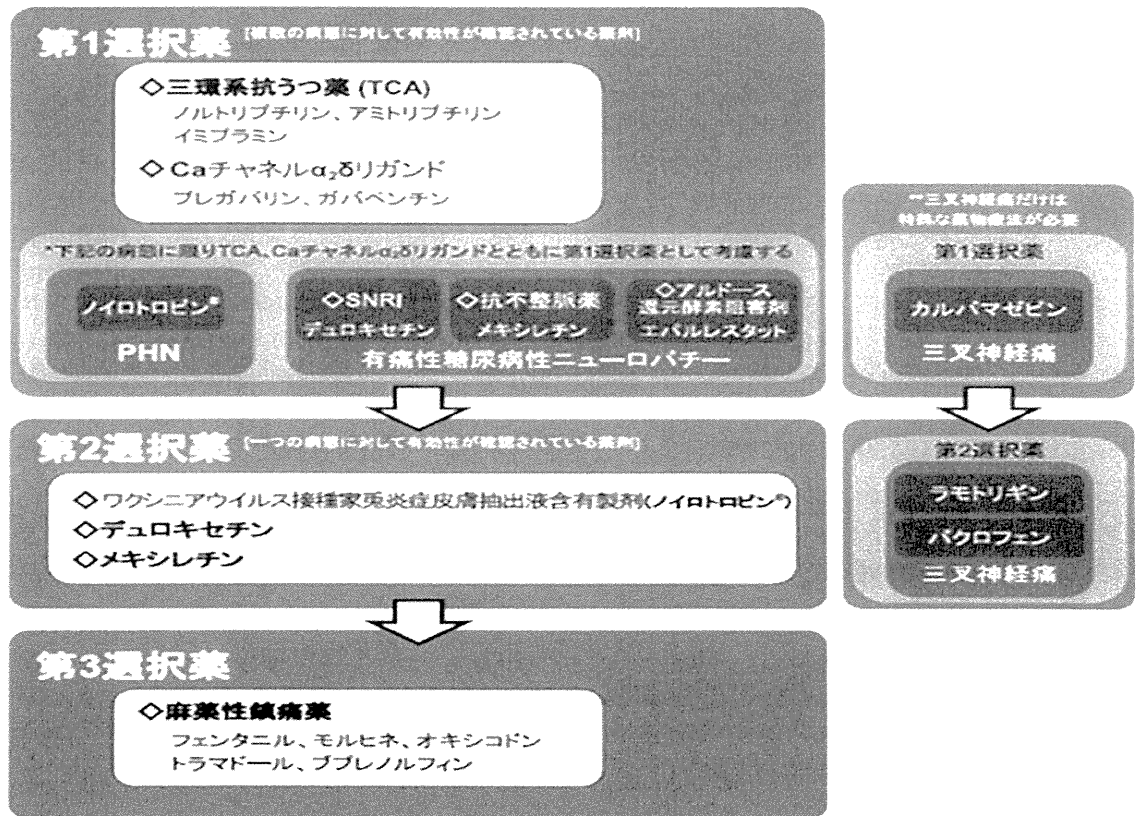 第1選択薬 [複数の病態に対して有効性が確認されている薬剤]
◇三環系抗うつ薬 (TCA)
ノルトリプチリン、アミトリプチリン
イミプラミン
◇Caチャネルα₂δリガンド
プレガバリン、ガバペンチン
*下記の病態に限りTCA、Caチャネルα₂δリガンドとともに第1選択薬として考慮する
ノイロトロピン®
PHN
◇SNRI
デュロキセチン
◇抗不整脈薬
メキシレチン
◇アルドース
還元酵素阻害剤
エパルレスタット
有痛性糖尿病性ニューロパチー
第2選択薬 [一つの病態に対して有効性が確認されている薬剤]
◇ワクシニアウイルス接種家兎炎症皮膚抽出液含有製剤(ノイロトロピン®)
◇デュロキセチン
◇メキシレチン
第3選択薬
◇麻薬性鎮痛薬
フェンタニル、モルヒネ、オキシコドン
トラマドール、ブプレノルフィン
**三叉神経痛だけは
特殊な薬物療法が必要
第1選択薬
カルバマゼピン
三叉神経痛
第2選択薬
ラモトリギン
バクロフェン
三叉神経痛